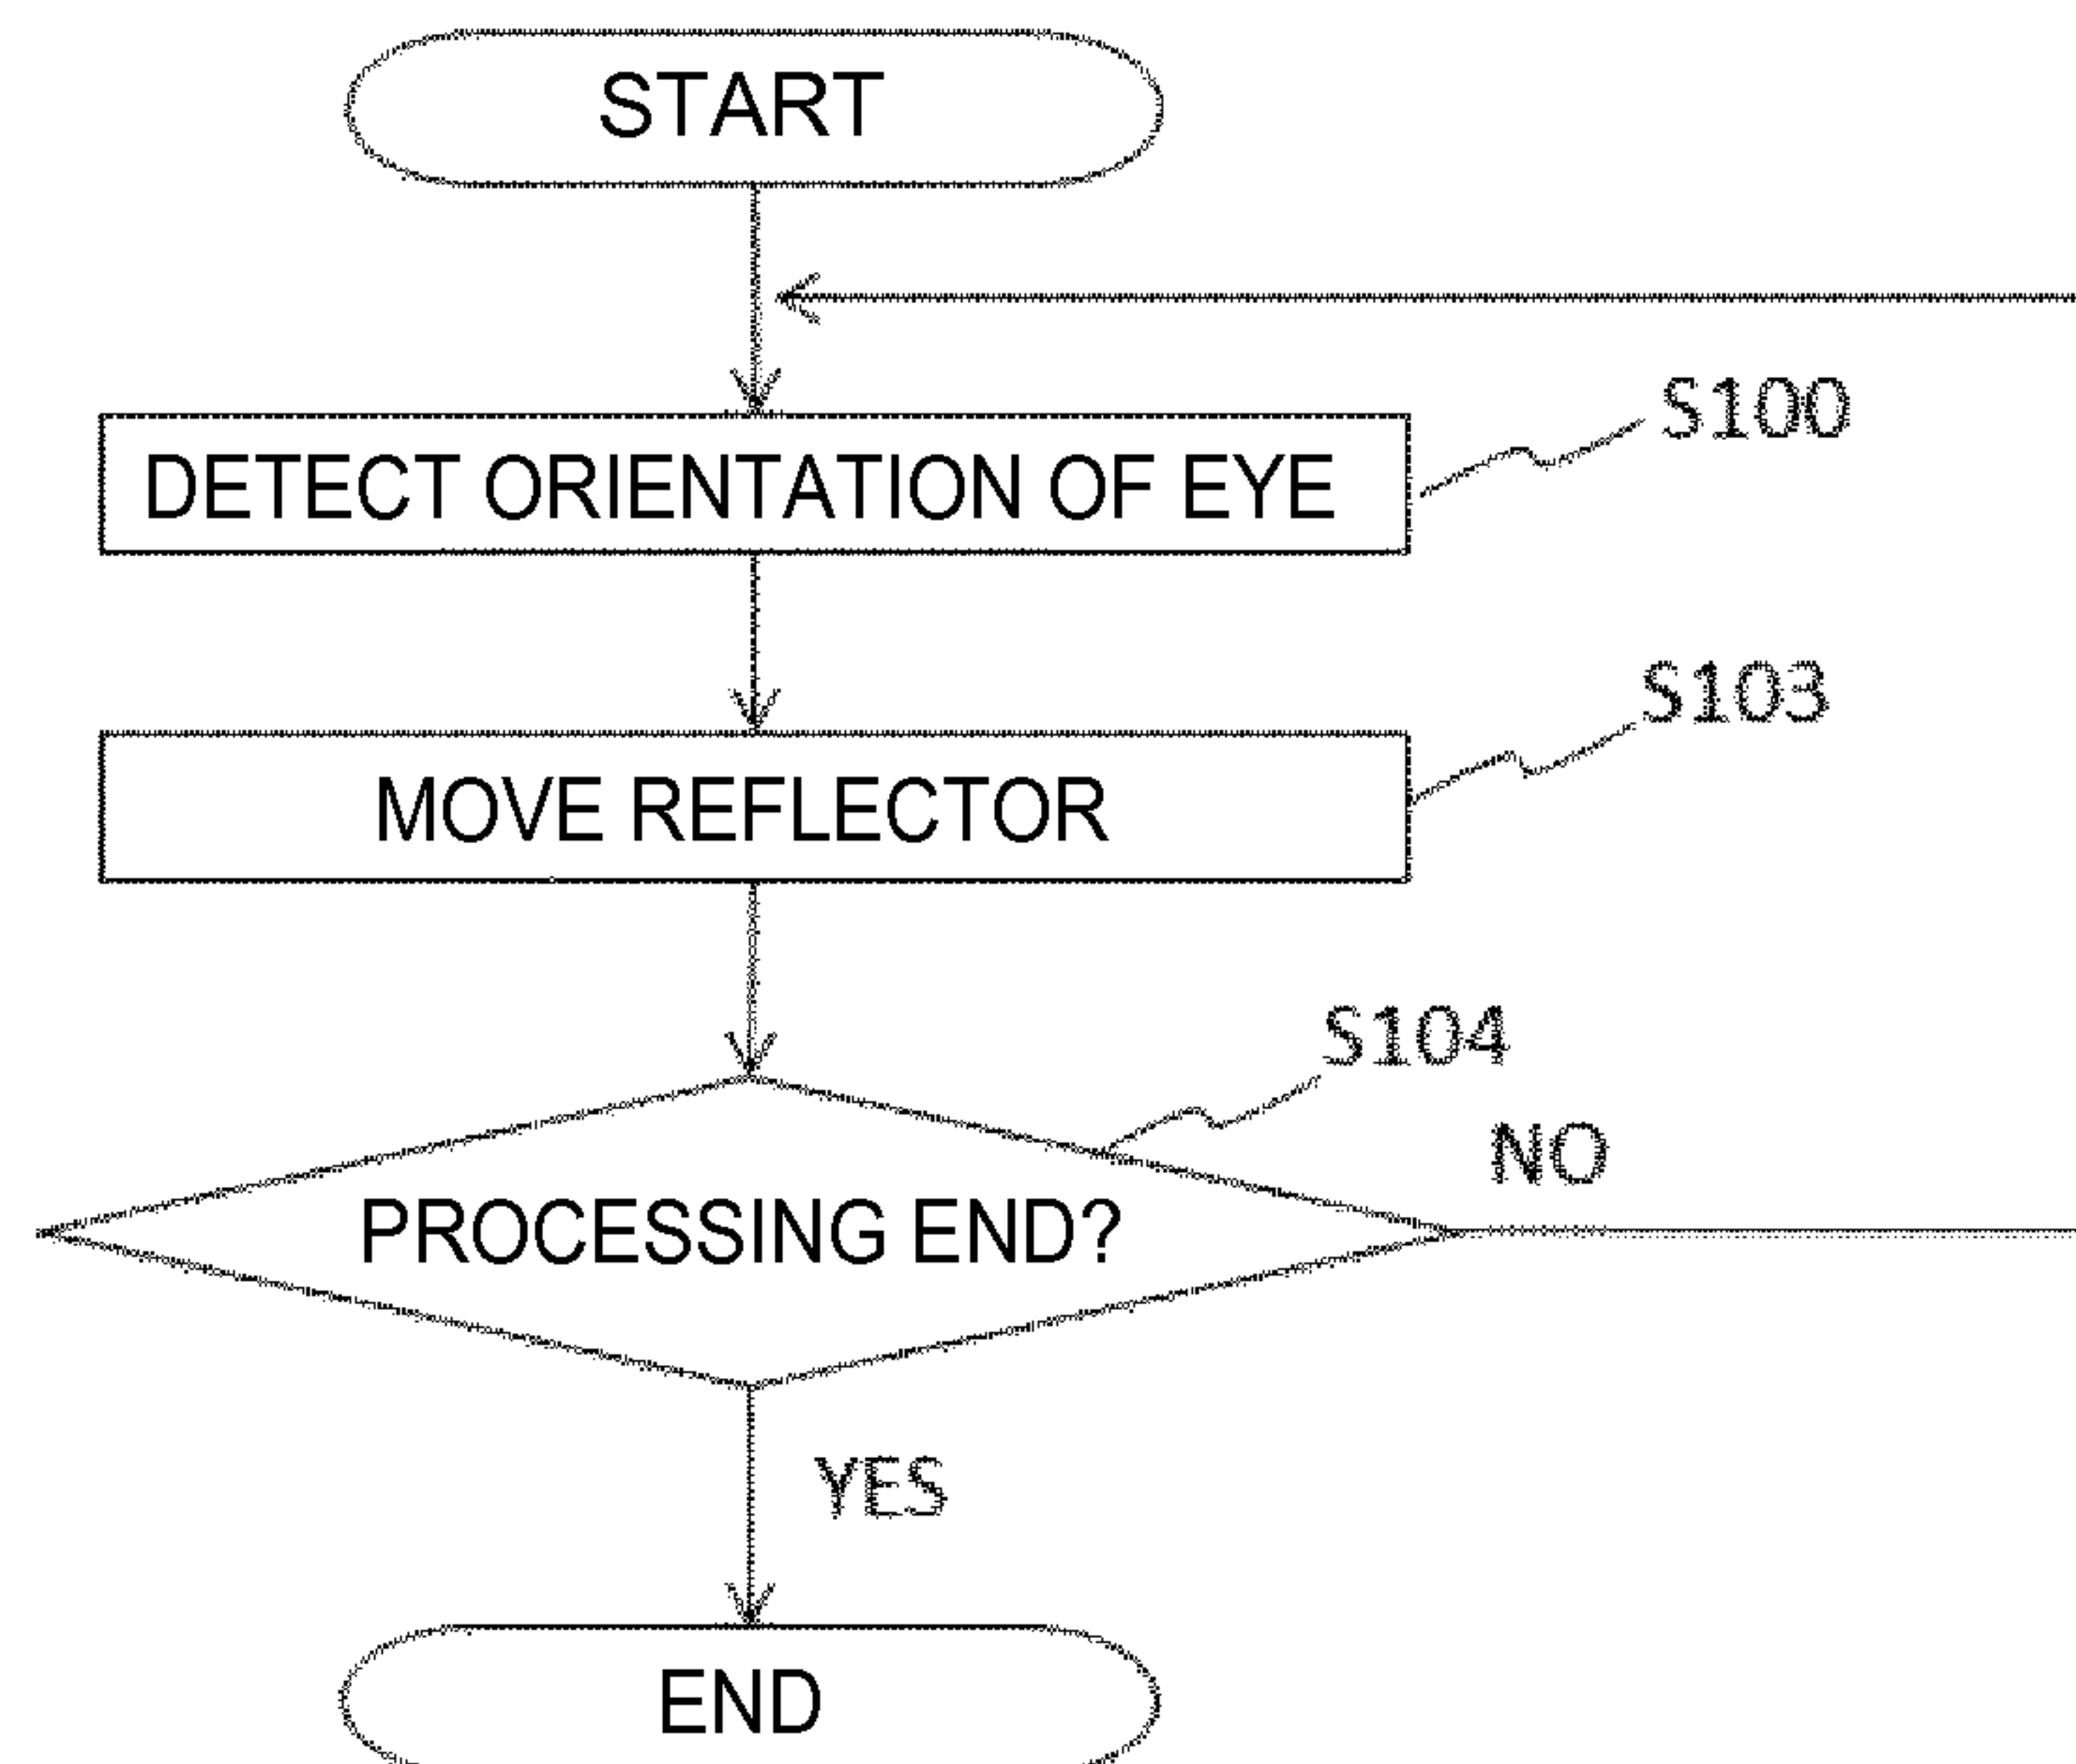 START
S100
DETECT ORIENTATION OF EYE
S103
MOVE REFLECTOR
S104
NO
PROCESSING END?
YES
END